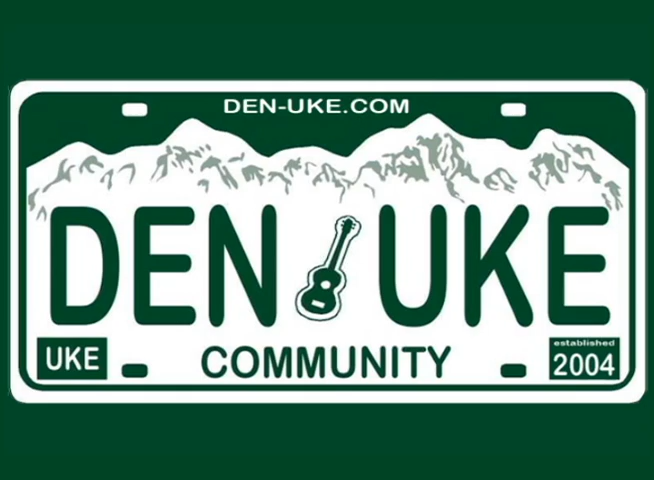 DEN-UKE.COM
DEN UKE
UKE
COMMUNITY
established
2004